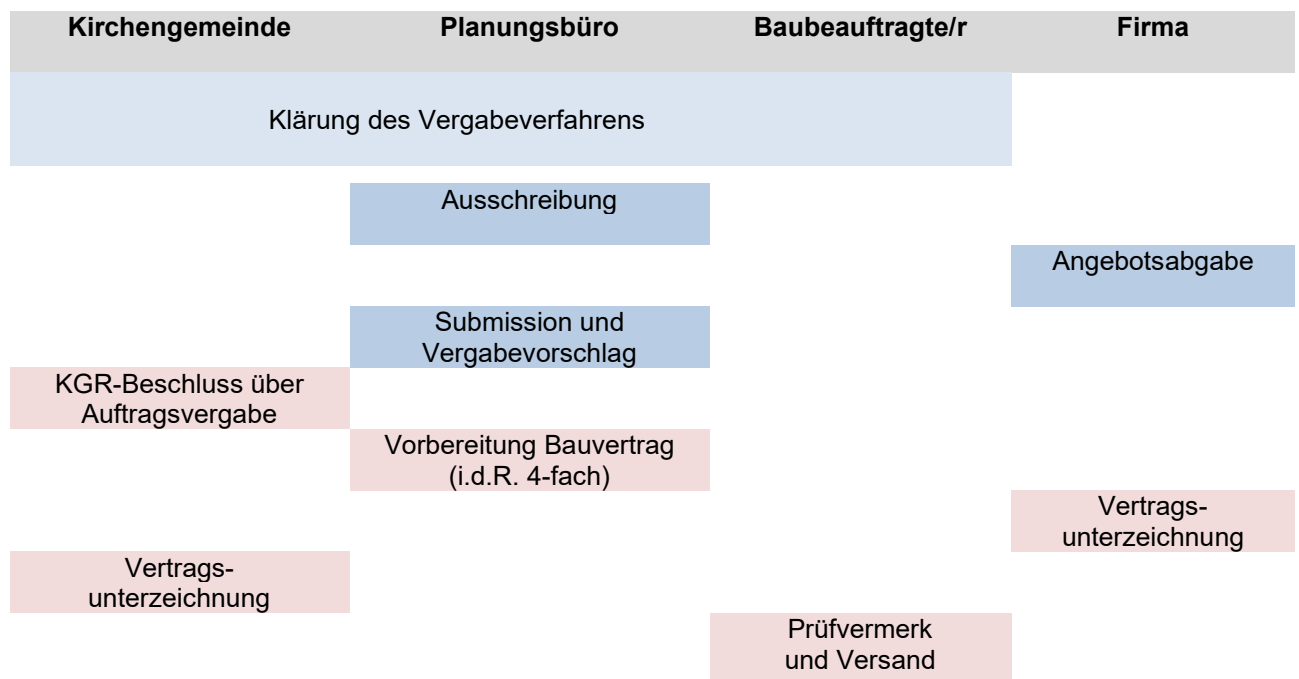 Kirchengemeinde Planungsbüro Baubeauftragte/r Firma
Klärung des Vergabeverfahrens
Ausschreibung
Angebotsabgabe
Submission und
Vergabevorschlag
KGR-Beschluss über
Auftragsvergabe
Vorbereitung Bauvertrag
(i.d.R. 4-fach)
Vertrags-
unterzeichnung
Vertrags-
unterzeichnung
Prüfvermerk
und Versand